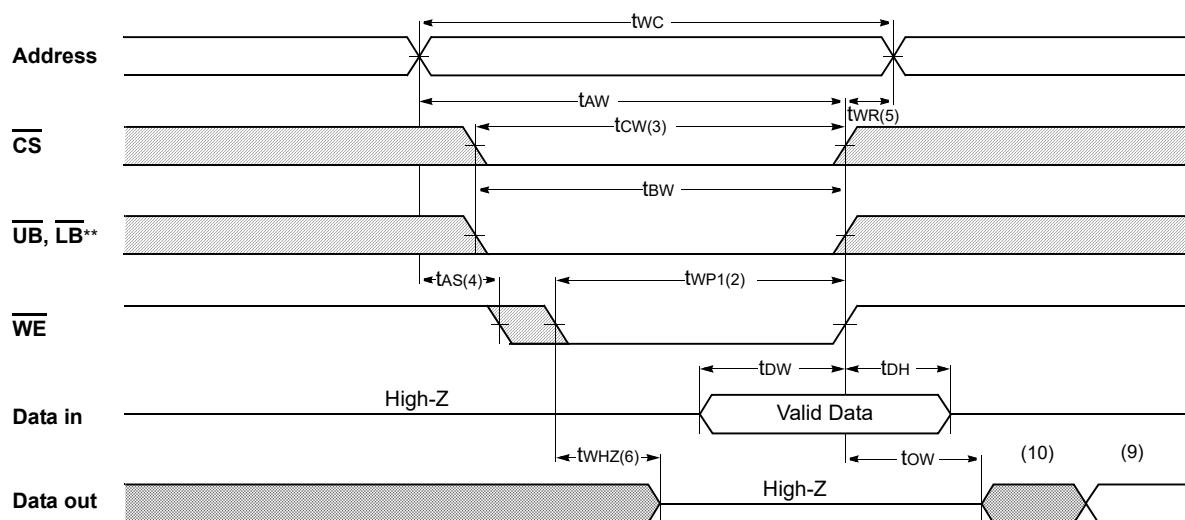 tWC
Address
tAW
tWR(5)
tCW(3)
CS
tBW
UB, LB**
tAS(4)
tWP1(2)
WE
tDW
tDH
High-Z
Data in
Valid Data
tWHZ(6)
tOW
(10)
(9)
High-Z
Data out